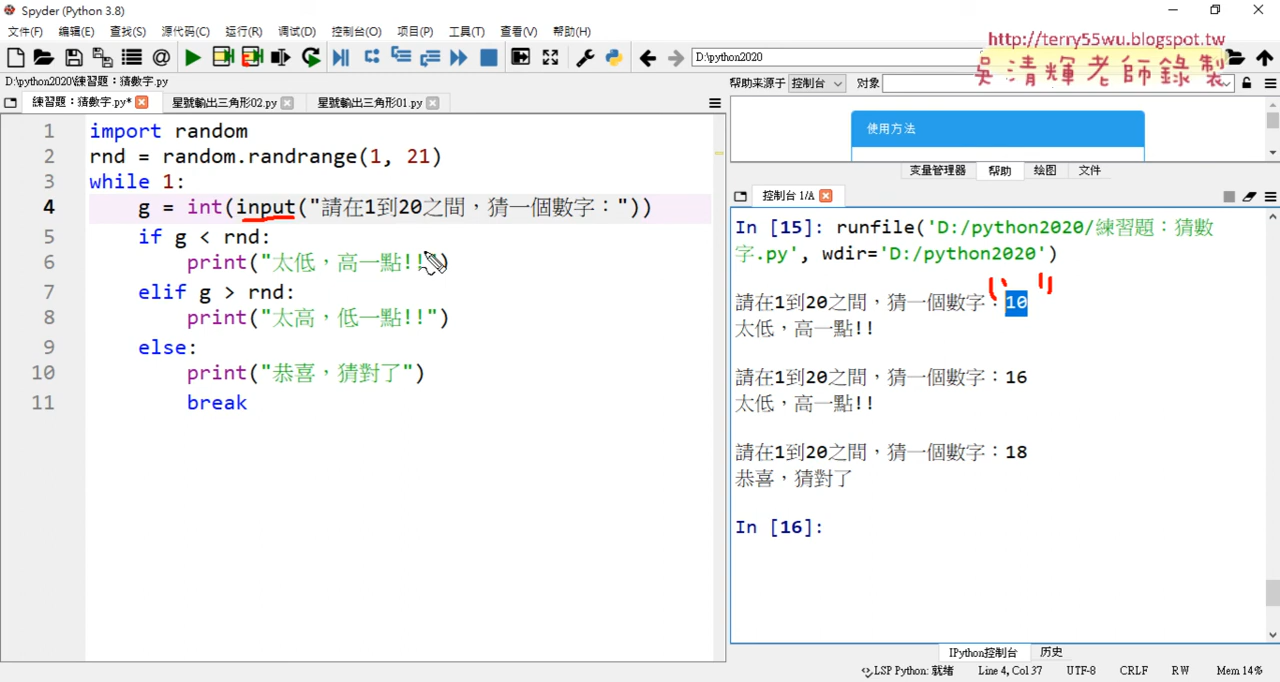 Spyder (Python 3.8)
文件(F) 编辑(E) 查找(S) 源代码(C) 运行(R) 调试(D) 控制台(O) 项目(P) 工具(T) 查看(V) 帮助(H)
D:\python2020
http://terry55wu.blogspot.tw
吳清輝老師錄製
D:\python2020\練習題：猜數字.py
帮助来源于 控制台 对象
練習題：猜數字.py* 星號輸出三角形02.py 星號輸出三角形01.py
使用方法
变量管理器 帮助 绘图 文件
控制台 1/A
1 import random
2 rnd = random.randrange(1, 21)
3 while 1:
4 g = int(input("請在1到20之間，猜一個數字："))
5 if g < rnd:
6 print("太低，高一點!!")
7 elif g > rnd:
8 print("太高，低一點!!")
9 else:
10 print("恭喜，猜對了")
11 break
In [15]: runfile('D:/python2020/練習題：猜數
字.py', wdir='D:/python2020')
請在1到20之間，猜一個數字：10
太低，高一點!!
請在1到20之間，猜一個數字：16
太低，高一點!!
請在1到20之間，猜一個數字：18
恭喜，猜對了
In [16]:
IPython控制台 历史
LSP Python: 就绪 Line 4, Col 37 UTF-8 CRLF RW Mem 14%